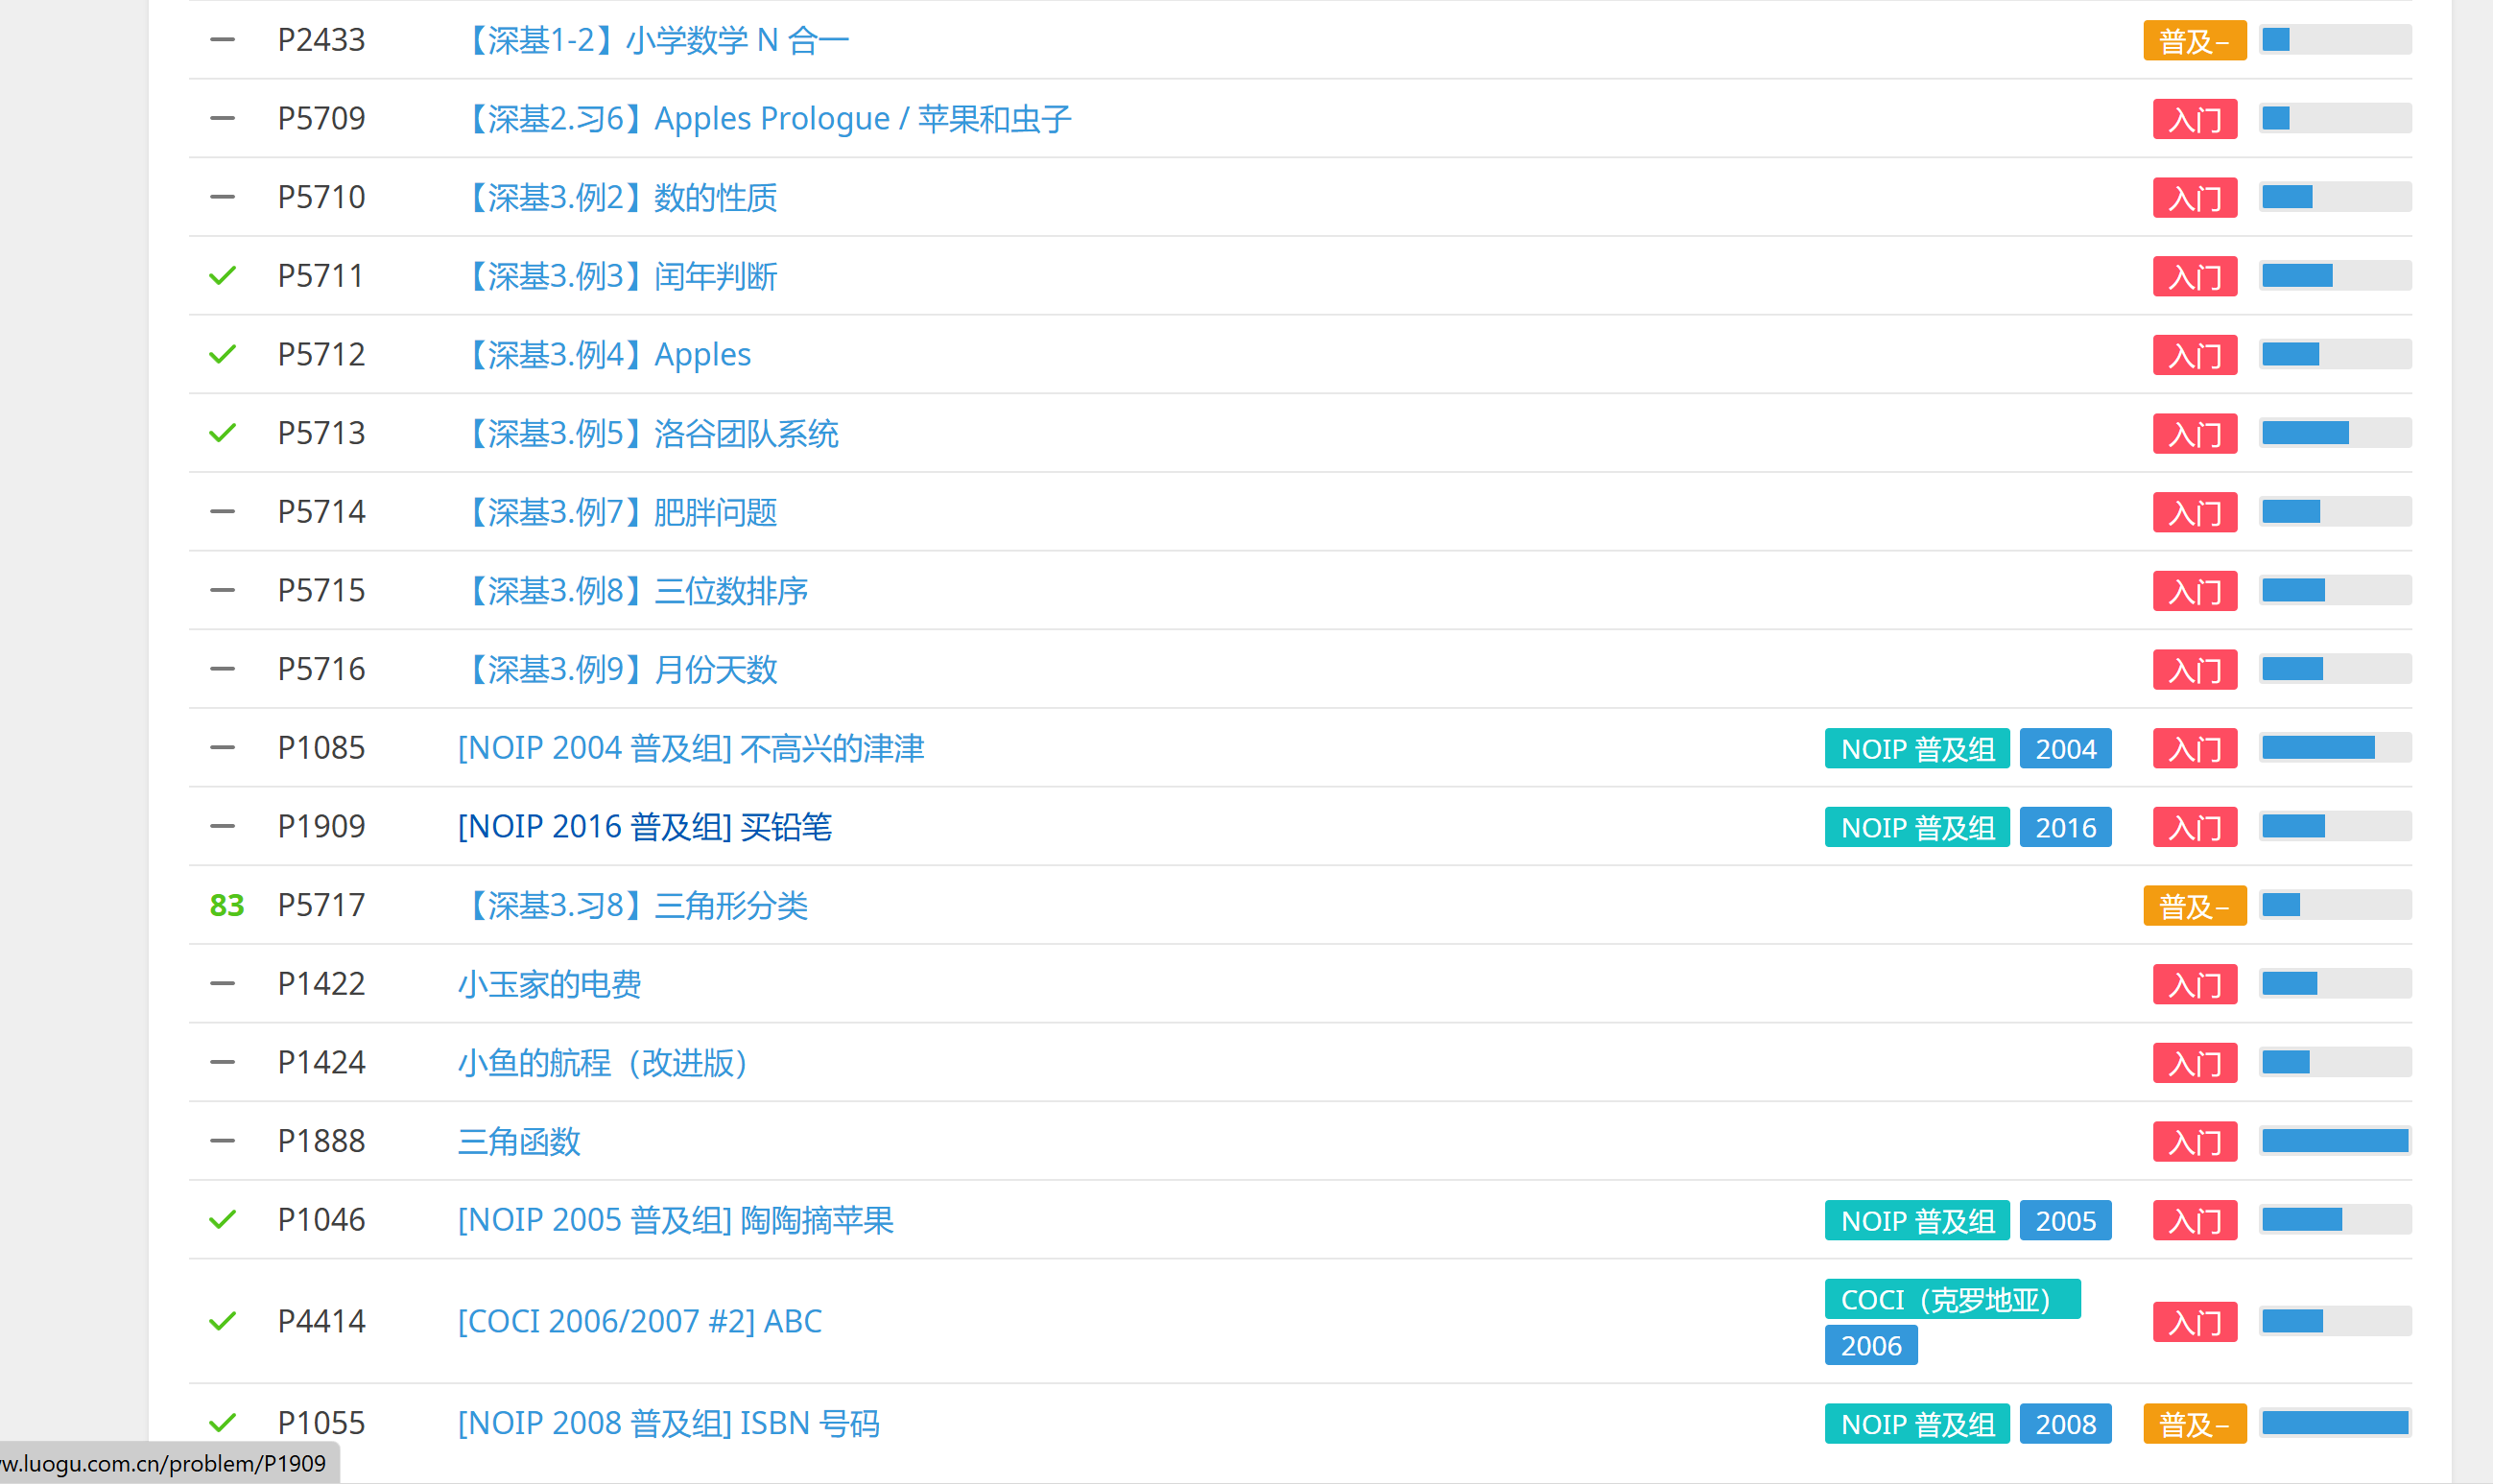 P2433 【深基1-2】小学数学 N 合一 普及−
P5709 【深基2.习6】Apples Prologue / 苹果和虫子 入门
P5710 【深基3.例2】数的性质 入门
P5711 【深基3.例3】闰年判断 入门
P5712 【深基3.例4】Apples 入门
P5713 【深基3.例5】洛谷团队系统 入门
P5714 【深基3.例7】肥胖问题 入门
P5715 【深基3.例8】三位数排序 入门
P5716 【深基3.例9】月份天数 入门
P1085 [NOIP 2004 普及组] 不高兴的津津 NOIP 普及组 2004 入门
P1909 [NOIP 2016 普及组] 买铅笔 NOIP 普及组 2016 入门
83 P5717 【深基3.习8】三角形分类 普及−
P1422 小玉家的电费 入门
P1424 小鱼的航程（改进版） 入门
P1888 三角函数 入门
P1046 [NOIP 2005 普及组] 陶陶摘苹果 NOIP 普及组 2005 入门
P4414 [COCI 2006/2007 #2] ABC COCI（克罗地亚） 入门
2006
P1055 [NOIP 2008 普及组] ISBN 号码 NOIP 普及组 2008 普及−
w.luogu.com.cn/problem/P1909